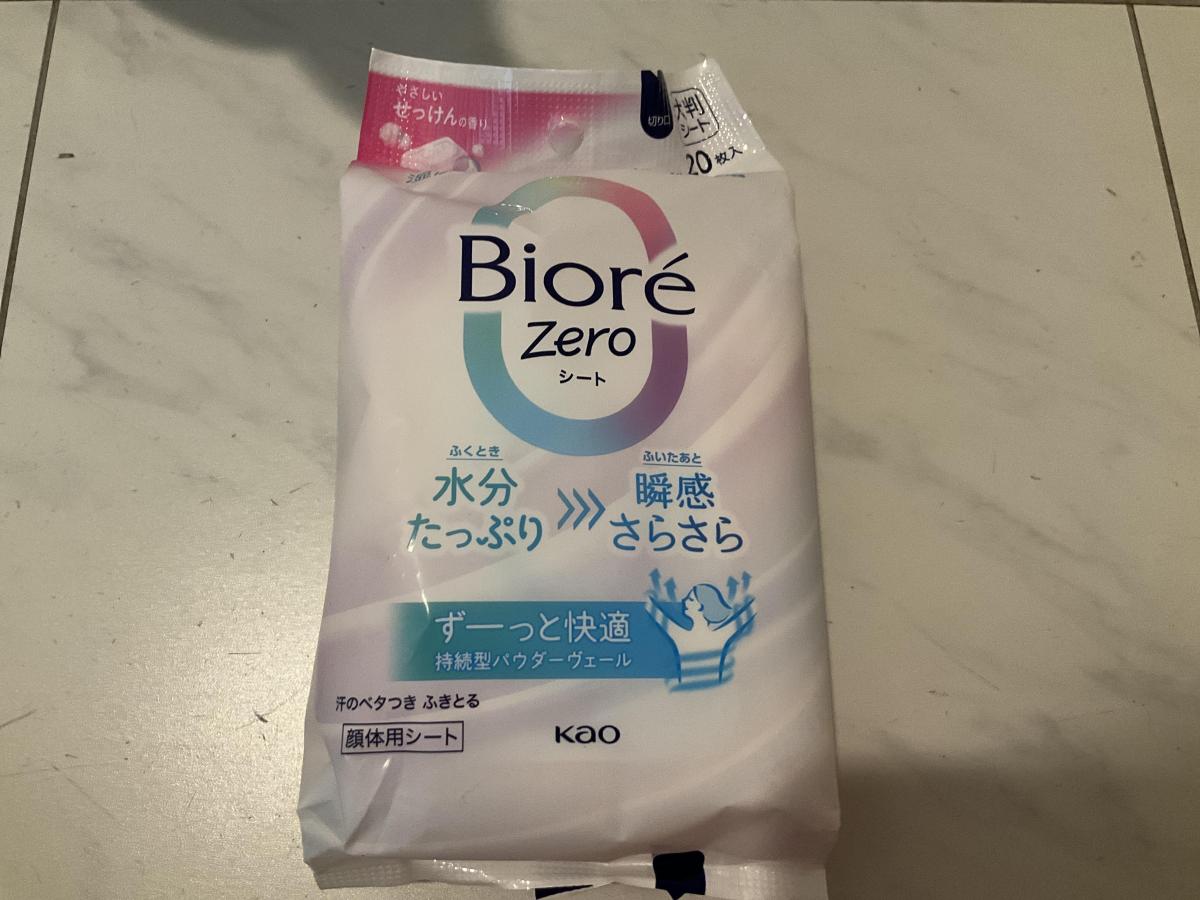 やさしい
せっけんの香り
切り口
大判
シート
20枚入
Bioré
Zero
シート
ふくとき
水分
たっぷり
ふいたあと
瞬感
さらさら
ずーっと快適
持続型パウダーヴェール
汗のベタつき ふきとる
顔体用シート
Kao